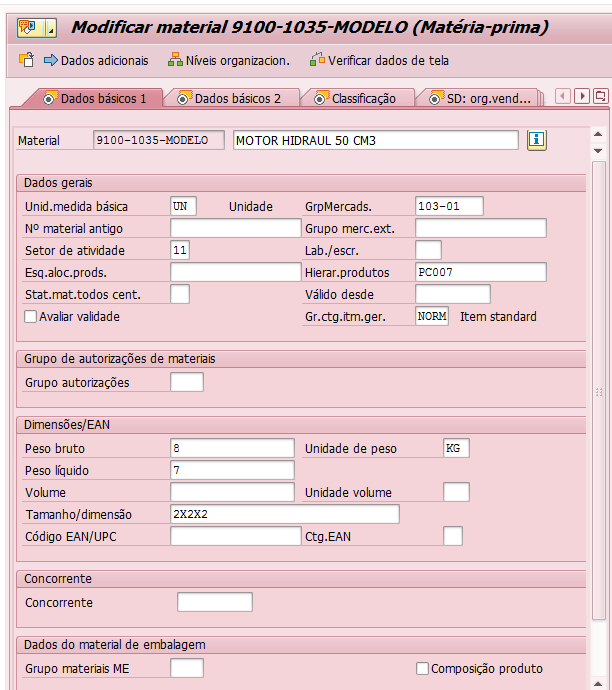 Modificar material 9100-1035-MODELO (Matéria-prima)
Dados adicionais Níveis organizacion. Verificar dados de tela
Dados básicos 1 Dados básicos 2 Classificação SD: org.vend...
Material 9100-1035-MODELO MOTOR HIDRAUL 50 CM3
Dados gerais
Unid.medida básica UN Unidade GrpMercads. 103-01
Nº material antigo Grupo merc.ext.
Setor de atividade 11 Lab./escr.
Esq.aloc.prods. Hierar.produtos PC007
Stat.mat.todos cent. Válido desde
Avaliar validade Gr.ctg.itm.ger. NORM Item standard
Grupo de autorizações de materiais
Grupo autorizações
Dimensões/EAN
Peso bruto 8 Unidade de peso KG
Peso líquido 7
Volume Unidade volume
Tamanho/dimensão 2X2X2
Código EAN/UPC Ctg.EAN
Concorrente
Concorrente
Dados do material de embalagem
Grupo materiais ME Composição produto